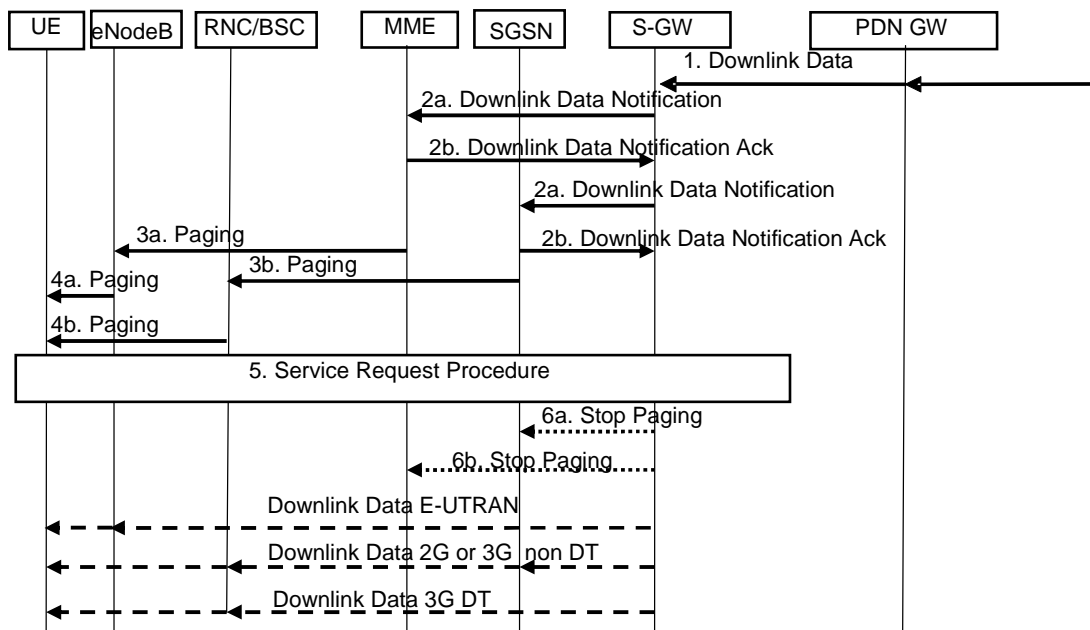 UE
eNodeB
RNC/BSC
MME
SGSN
S-GW
PDN GW
1. Downlink Data
2a. Downlink Data Notification
2b. Downlink Data Notification Ack
2a. Downlink Data Notification
3a. Paging
2b. Downlink Data Notification Ack
3b. Paging
4a. Paging
4b. Paging
5. Service Request Procedure
6a. Stop Paging
6b. Stop Paging
Downlink Data E-UTRAN
Downlink Data 2G or 3G non DT
Downlink Data 3G DT